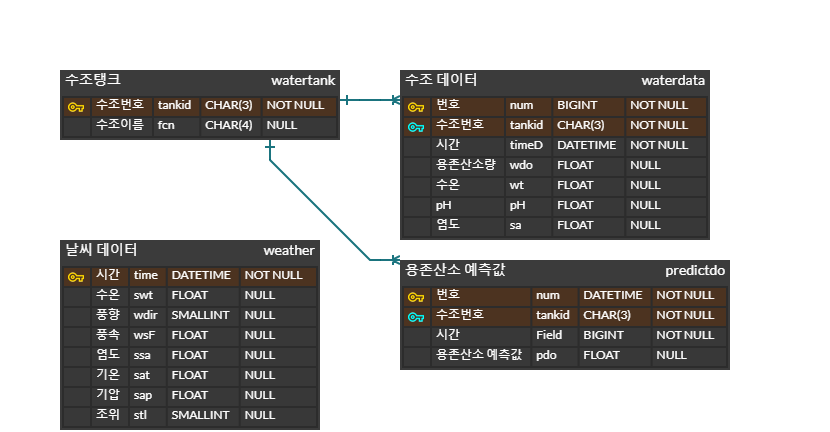 수조탱크 watertank
수조번호 tankid CHAR(3) NOT NULL
수조이름 fcn CHAR(4) NULL
수조 데이터 waterdata
번호 num BIGINT NOT NULL
수조번호 tankid CHAR(3) NOT NULL
시간 timeD DATETIME NOT NULL
용존산소량 wdo FLOAT NULL
수온 wt FLOAT NULL
pH pH FLOAT NULL
염도 sa FLOAT NULL
날씨 데이터 weather
시간 time DATETIME NOT NULL
수온 swt FLOAT NULL
풍향 wdir SMALLINT NULL
풍속 wsF FLOAT NULL
염도 ssa FLOAT NULL
기온 sat FLOAT NULL
기압 sap FLOAT NULL
조위 stl SMALLINT NULL
용존산소 예측값 predictdo
번호 num DATETIME NOT NULL
수조번호 tankid CHAR(3) NOT NULL
시간 Field BIGINT NOT NULL
용존산소 예측값 pdo FLOAT NULL